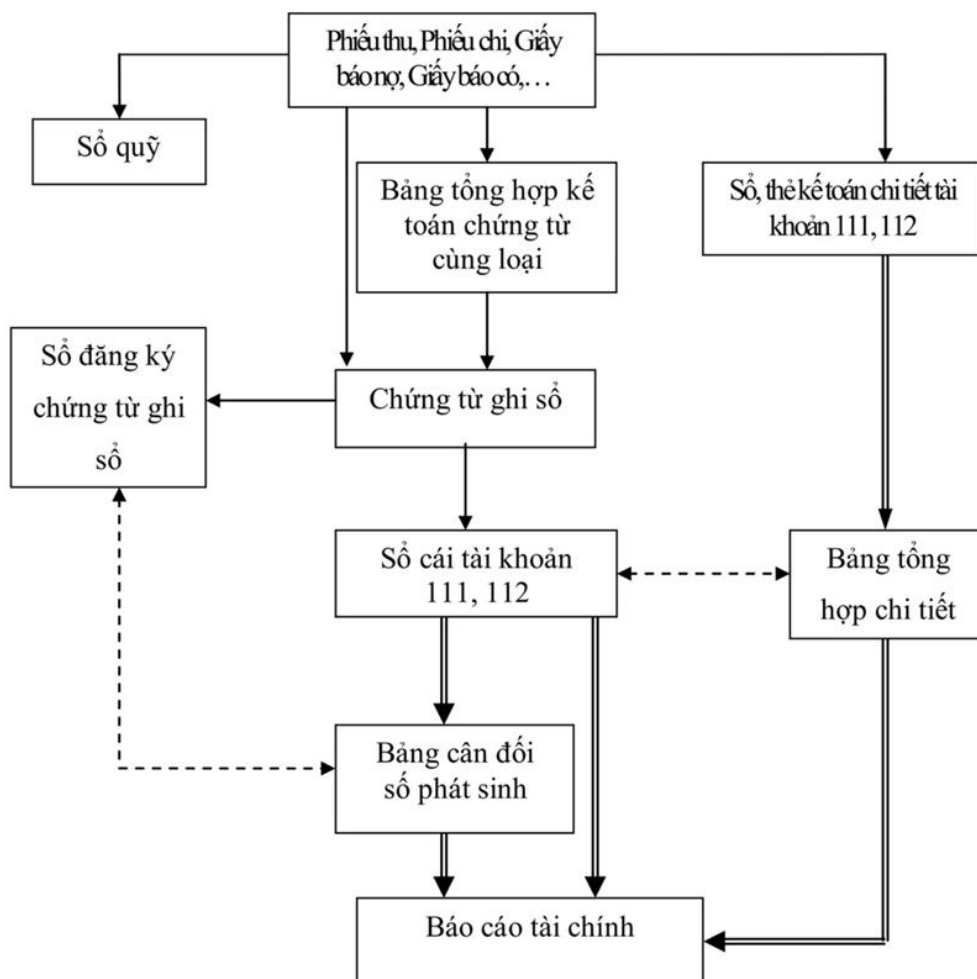 Phiếu thu, Phiếu chi, Giấy
báo nợ, Giấy báo có,…
Sổ quỹ
Bảng tổng hợp kế
toán chứng từ
cùng loại
Sổ, thẻ kế toán chi tiết tài
khoản 111, 112
Sổ đăng ký
chứng từ ghi
sổ
Chứng từ ghi sổ
Sổ cái tài khoản
111, 112
Bảng tổng
hợp chi tiết
Bảng cân đối
số phát sinh
Báo cáo tài chính